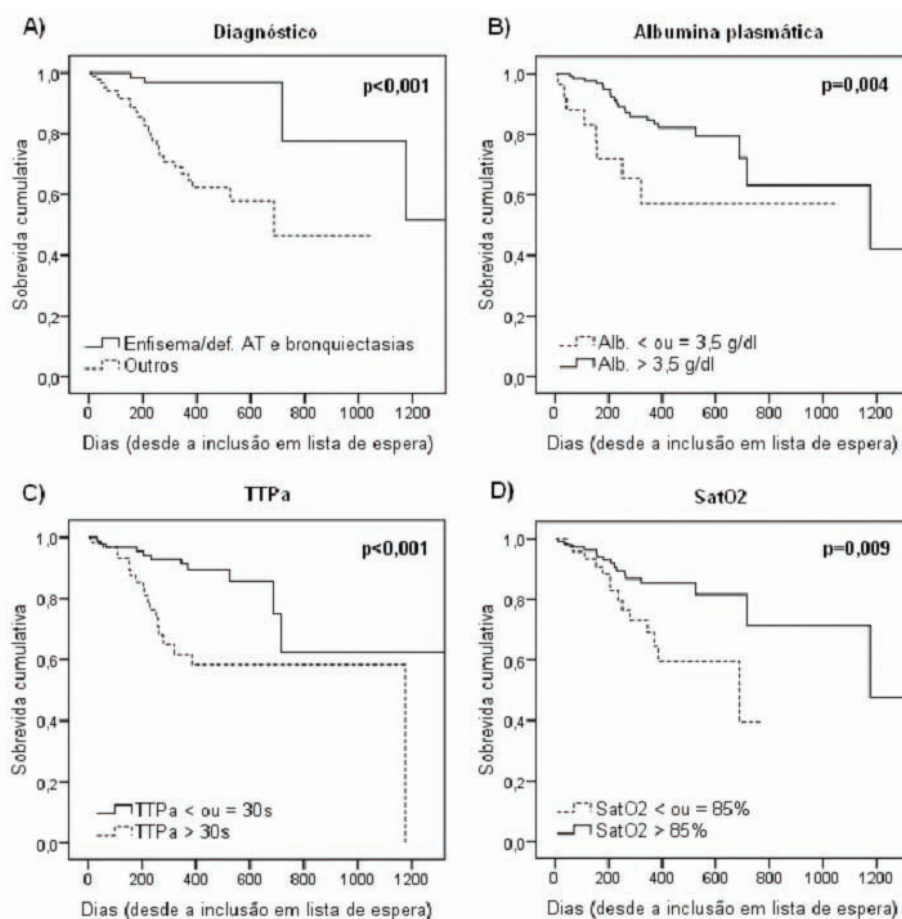 A) Diagnóstico
p<0,001
Sobrevida cumulativa
1,0
0,8
0,6
0,4
0,2
0,0
Enfisema/def. AT e bronquiectasias
Outros
0 200 400 600 800 1000 1200
Dias (desde a inclusão em lista de espera)
B) Albumina plasmática
p=0,004
Sobrevida cumulativa
1,0
0,8
0,6
0,4
0,2
0,0
Alb. < ou = 3,5 g/dl
Alb. > 3,5 g/dl
0 200 400 600 800 1000 1200
Dias (desde a inclusão em lista de espera)
C) TTPa
p<0,001
Sobrevida cumulativa
1,0
0,8
0,6
0,4
0,2
0,0
TTPa < ou = 30s
TTPa > 30s
0 200 400 600 800 1000 1200
Dias (desde a inclusão em lista de espera)
D) SatO2
p=0,009
Sobrevida cumulativa
1,0
0,8
0,6
0,4
0,2
0,0
SatO2 < ou = 85%
SatO2 > 85%
0 200 400 600 800 1000 1200
Dias (desde a inclusão em lista de espera)